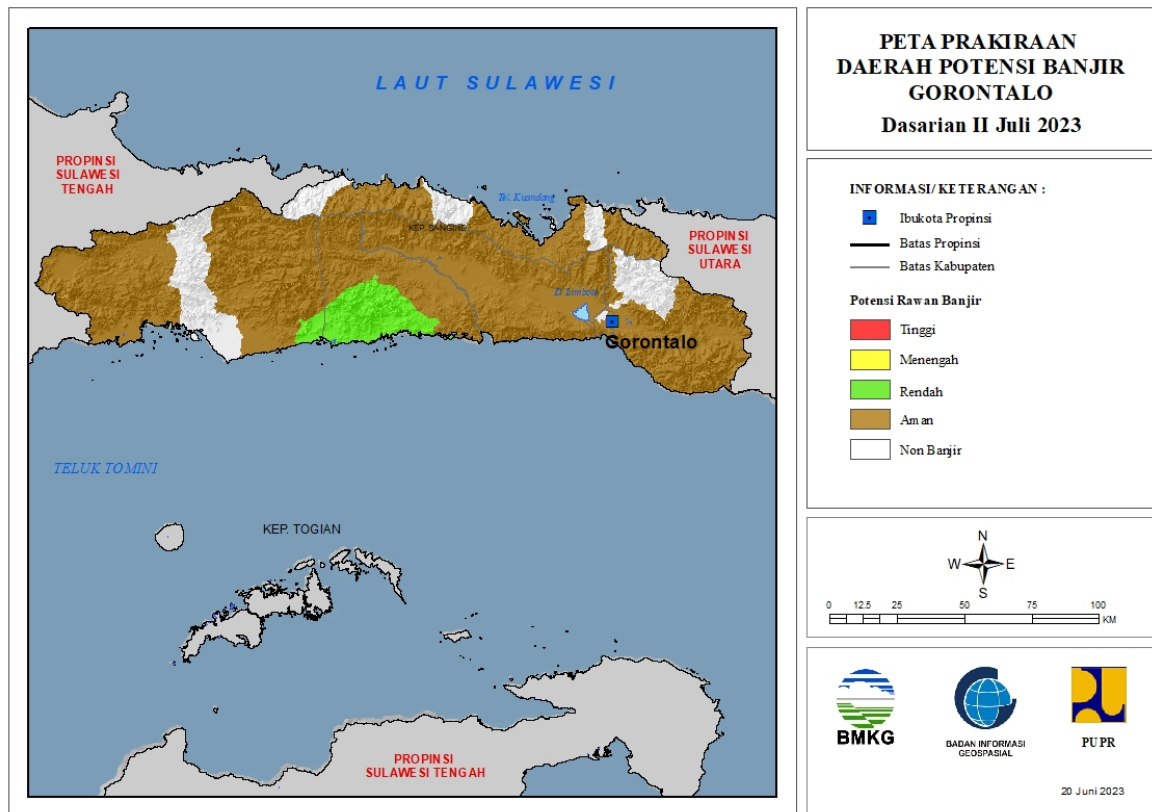 LAUT SULAWESI
PROPINSI
SULAWESI
TENGAH
Tel. Kuandang
KEP. SANGIHE
PROPINSI
SULAWESI
UTARA
D. Limboto
Gorontalo
TELUK TOMINI
KEP. TOGIAN
PROPINSI
SULAWESI TENGAH
PETA PRAKIRAAN
DAERAH POTENSI BANJIR
GORONTALO
Dasarian II Juli 2023
INFORMASI/ KETERANGAN :
Ibukota Propinsi
Batas Propinsi
Batas Kabupaten
Potensi Rawan Banjir
Tinggi
Menengah
Rendah
Aman
Non Banjir
N
W E
S
0 12.5 25 50 75 100
KM
BMKG
BADAN INFORMASI
GEOSPASIAL
PUPR
20 Juni 2023